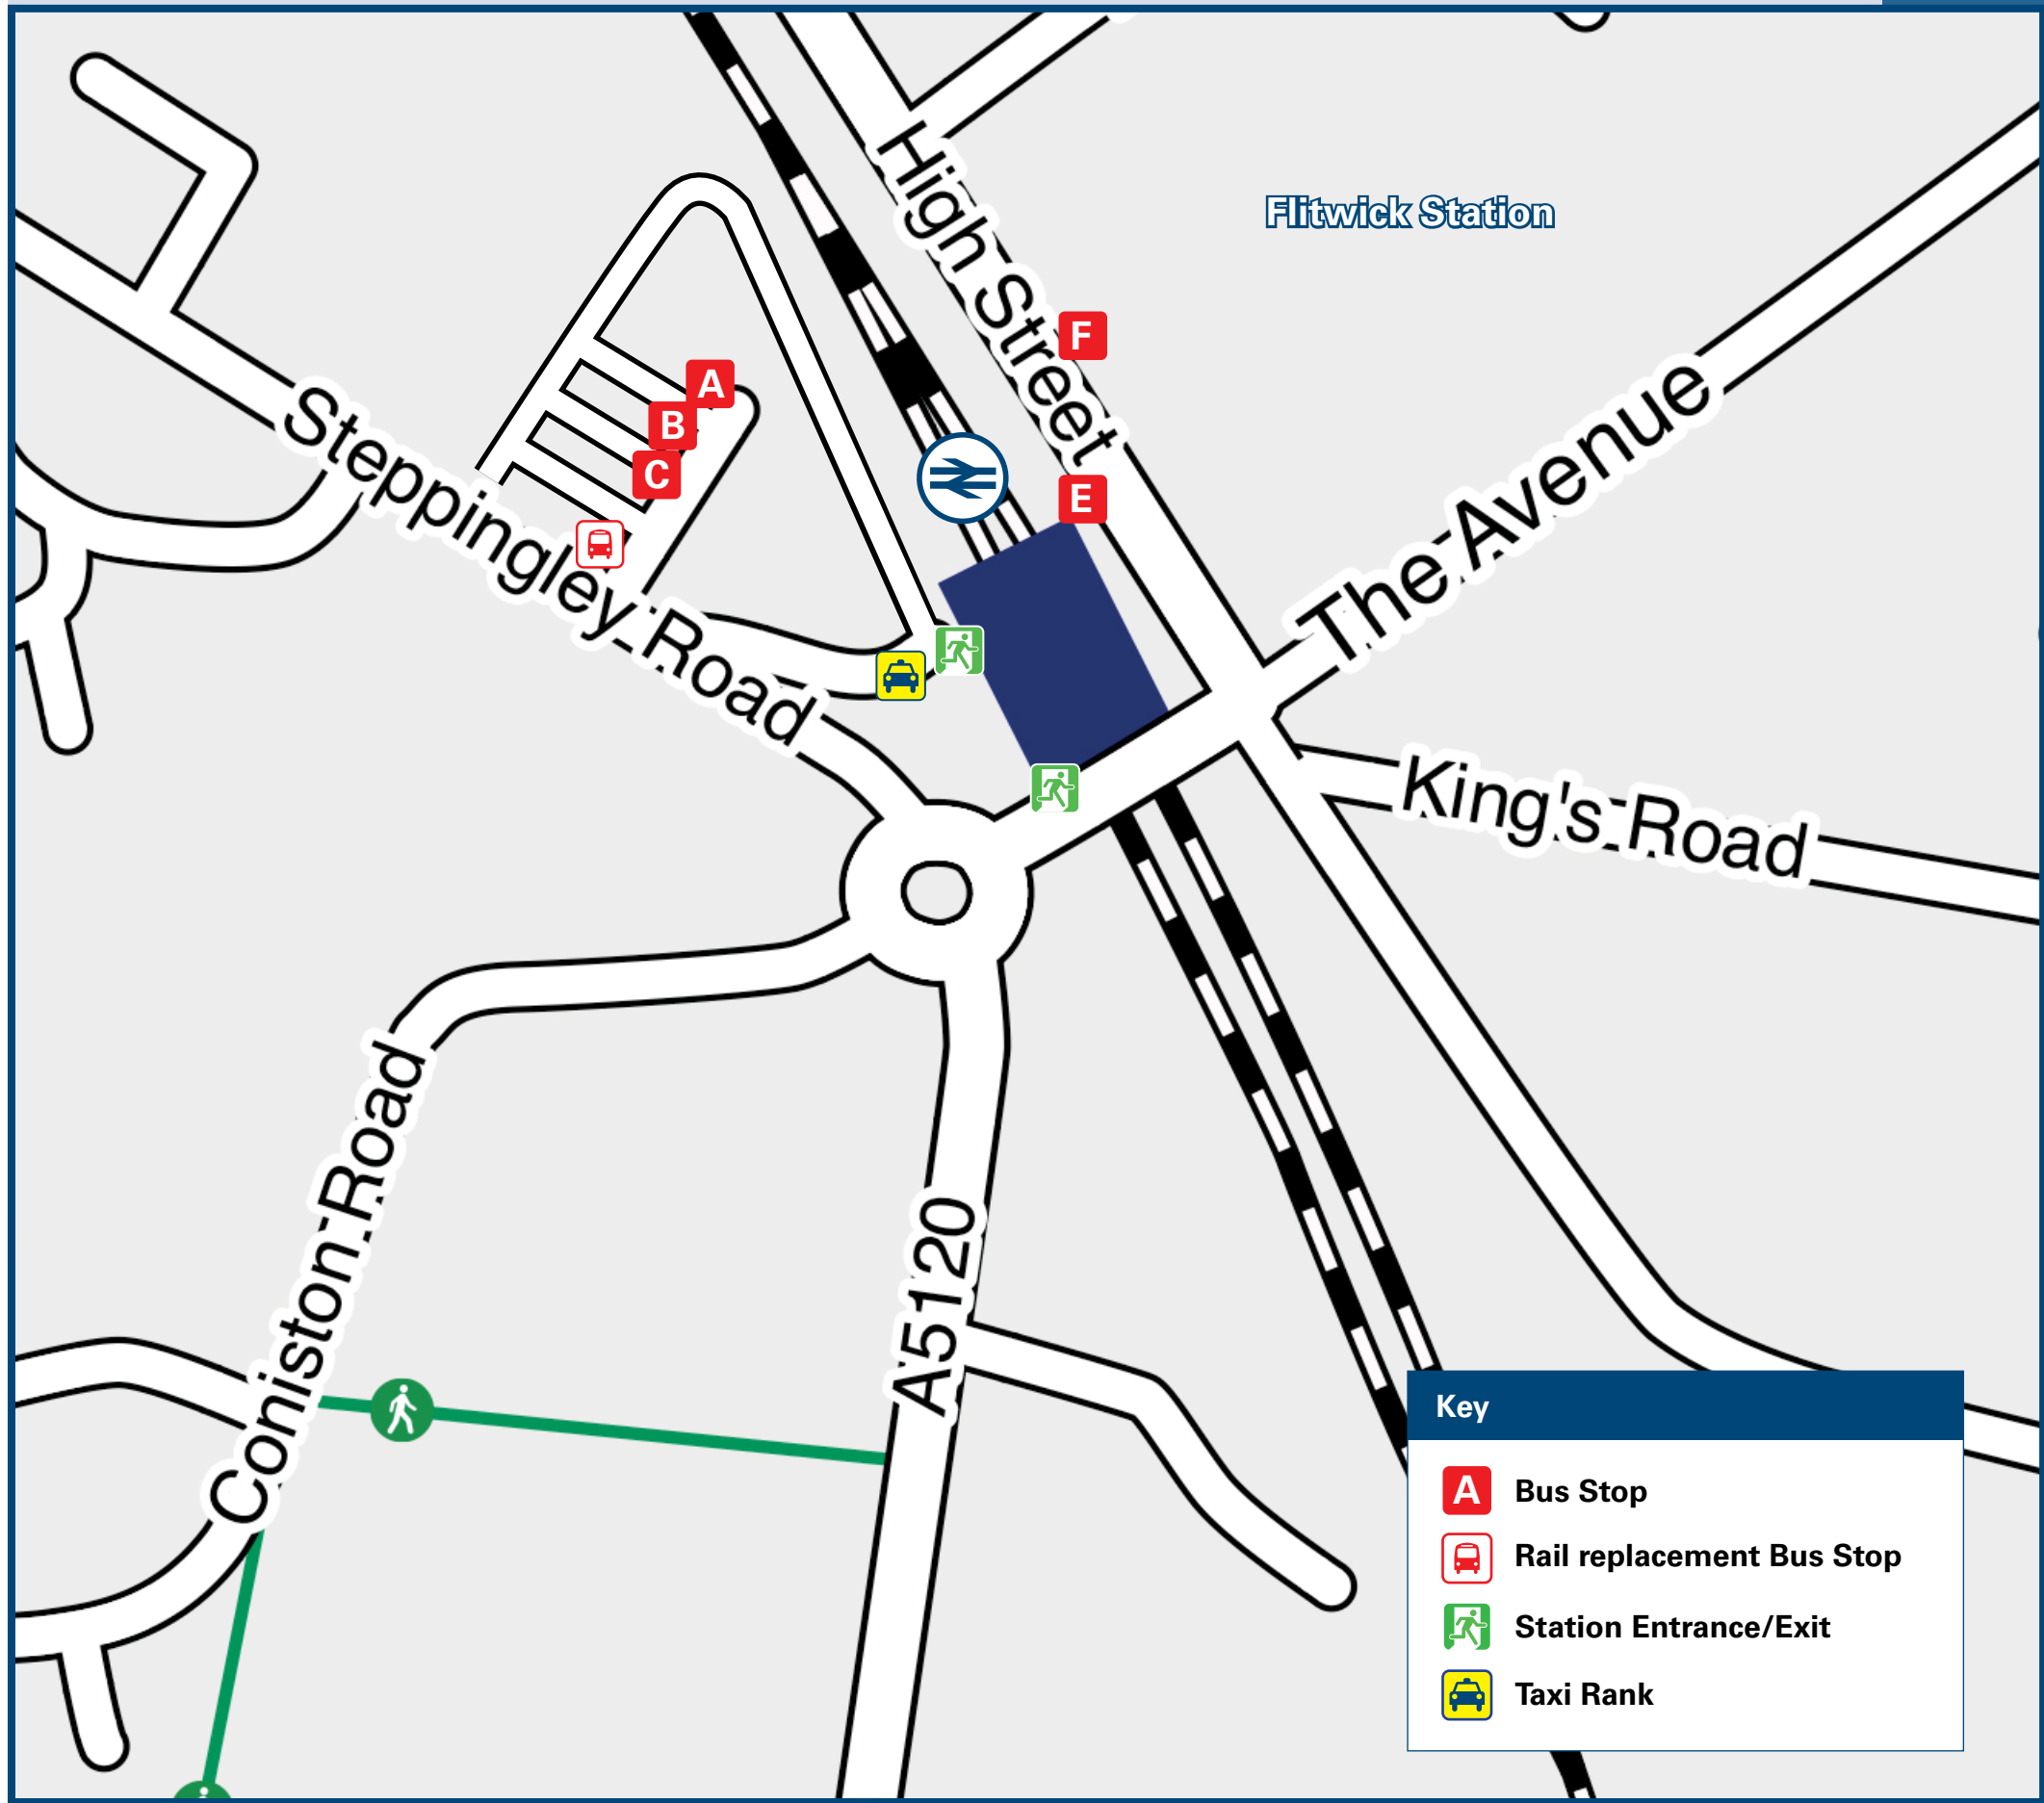 High Street
Flitwick Station
F
A
B
C
E
Steppingley Road
The Avenue
King's Road
Coniston Road
A5120
Key
A Bus Stop
Rail replacement Bus Stop
Station Entrance/Exit
Taxi Rank